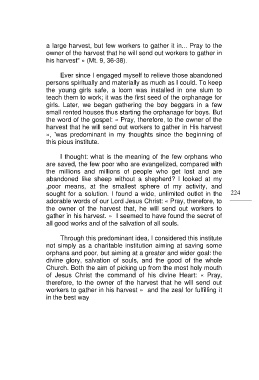 a large harvest, but few workers to gather it in... Pray to the
owner of the harvest that he will send out workers to gather in
his harvest" » (Mt. 9, 36-38).
Ever since I engaged myself to relieve those abandoned
persons spiritually and materially as much as I could. To keep
the young girls safe, a loom was installed in one slum to
teach them to work; it was the first seed of the orphanage for
girls. Later, we began gathering the boy beggars in a few
small rented houses thus starting the orphanage for boys. But
the word of the gospel: « Pray, therefore, to the owner of the
harvest that he will send out workers to gather in His harvest
», 'was predominant in my thoughts since the beginning of
this pious institute.
I thought: what is the meaning of the few orphans who
are saved, the few poor who are evangelized, compared with
the millions and millions of people who get lost and are
abandoned like sheep without a shepherd? I looked at my
,poor means, at the smallest sphere of my activity, and
sought for a solution. I found a wide, unlimited outlet in the
adorable words of our Lord Jesus Christ: « Pray, therefore, to
the owner of the harvest that, he will send out workers to
gather in his harvest. » I seemed to have found the secret of
all good works and of the salvation of all souls.
Through this predominant idea, I considered this institute
not simply as a charitable institution aiming at saving some
orphans and poor, but aiming at a greater and wider goal: the
divine glory, salvation of souls, and the good of the whole
Church. Both the aim of picking up from the most holy mouth
of Jesus Christ the command of his divine Heart: « Pray,
therefore, to the owner of the harvest that he will send out
workers to gather in his harvest » and the zeal for fulfilling it
in the best way
224